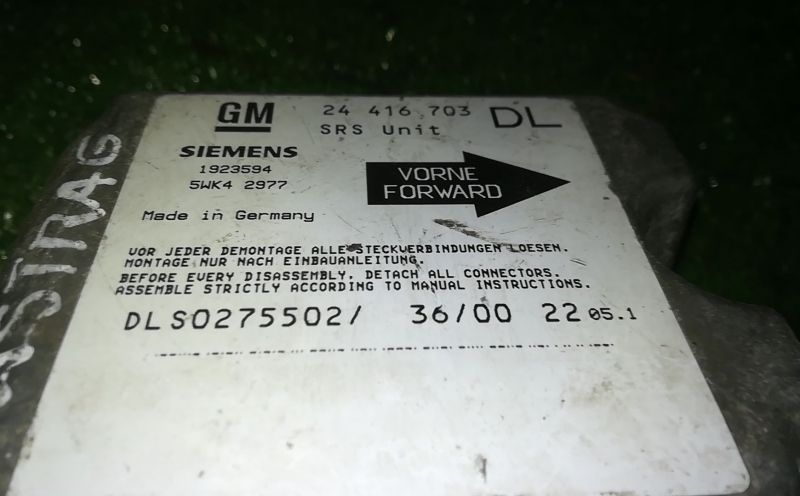 GM 24 416 703 DL
SRS Unit
SIEMENS
1923594
5WK4 2977
VORNE
FORWARD
Made in Germany
VOR JEDER DEMONTAGE ALLE STECKVERBINDUNGEN LOESEN.
MONTAGE NUR NACH EINBAUANLEITUNG.
BEFORE EVERY DISASSEMBLY, DETACH ALL CONNECTORS.
ASSEMBLE STRICTLY ACCORDING TO MANUAL INSTRUCTIONS.
DLS0275502/ 36/00 22 05.1
ASTRA G